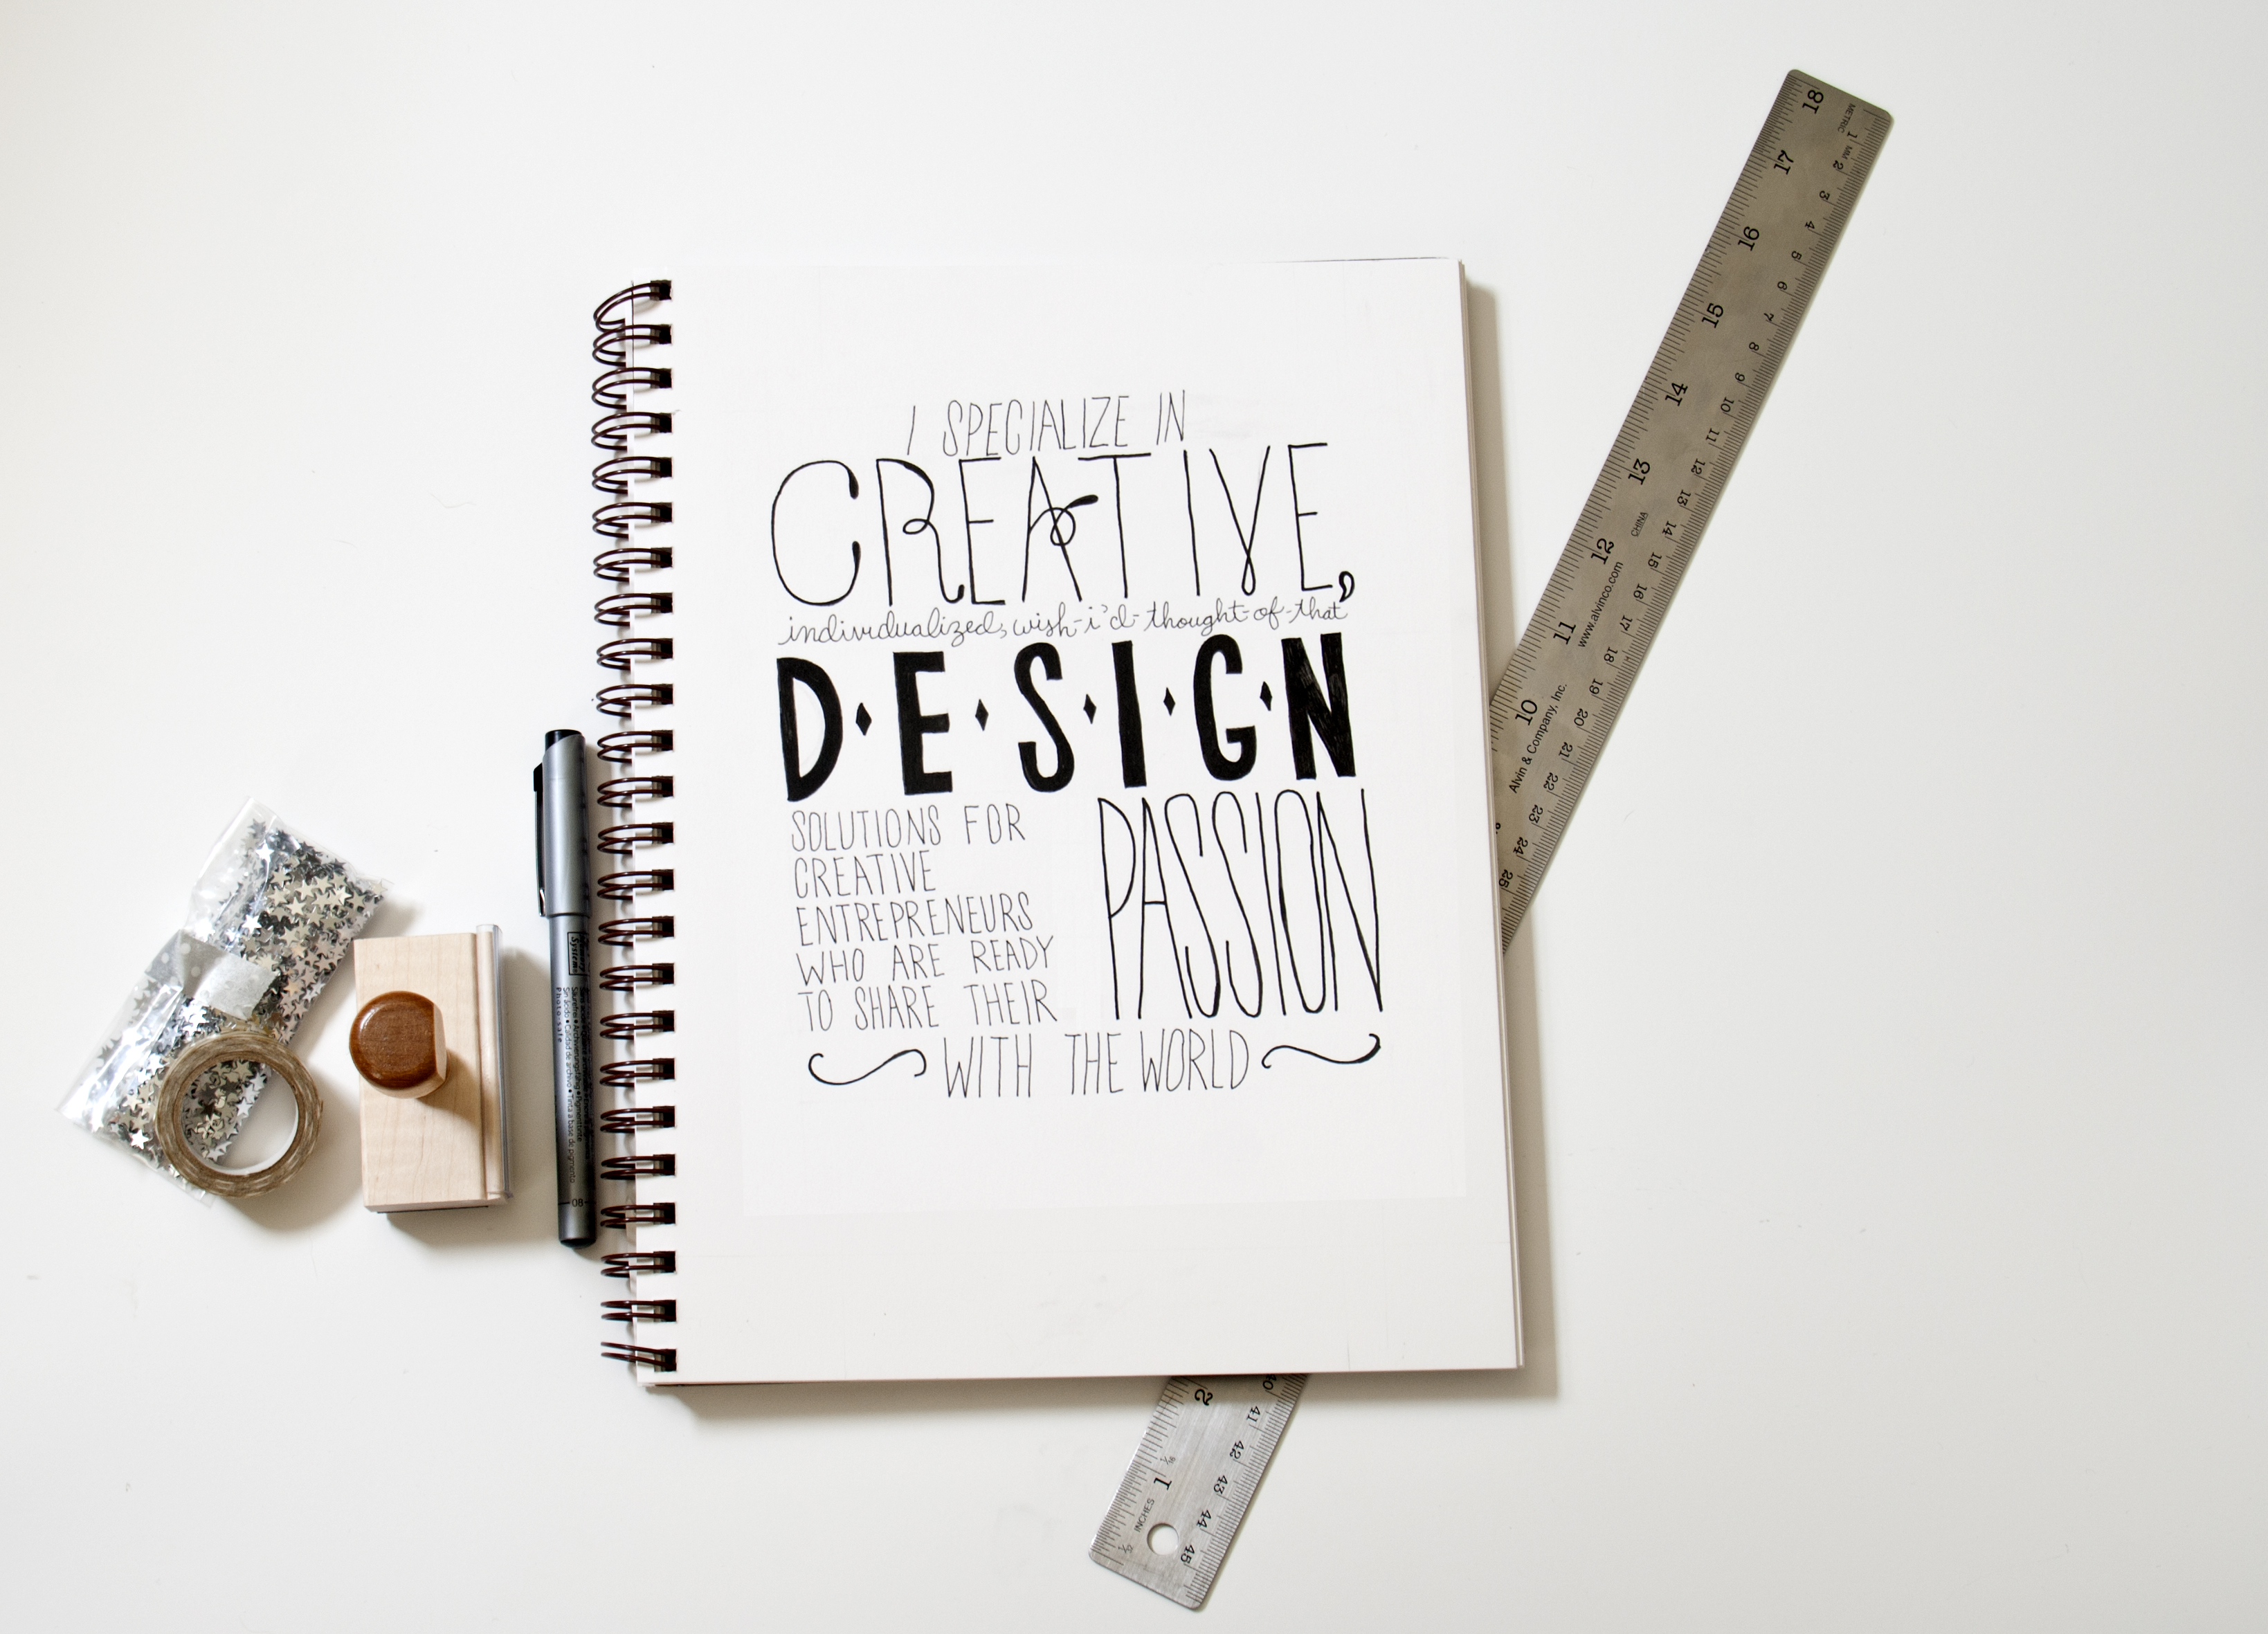 I SPECIALIZE IN
CREATIVE,
individualized, wish-i'd-thought-of-that
D·E·S·I·G·N
SOLUTIONS FOR
CREATIVE
ENTREPRENEURS
WHO ARE READY
TO SHARE THEIR
PASSION
WITH THE WORLD
18 17 16 15 14 13 12 11 10
METRIC 1 MM 2 3 4 5 6 7 8 9 10 11 12 13 14 15 16 17 18 19 20 21 22 23 24 25
CHINA
www.alvinco.com
Alvin & Company, Inc.
2 1
INCHES
40 41 42 43 44 45
08